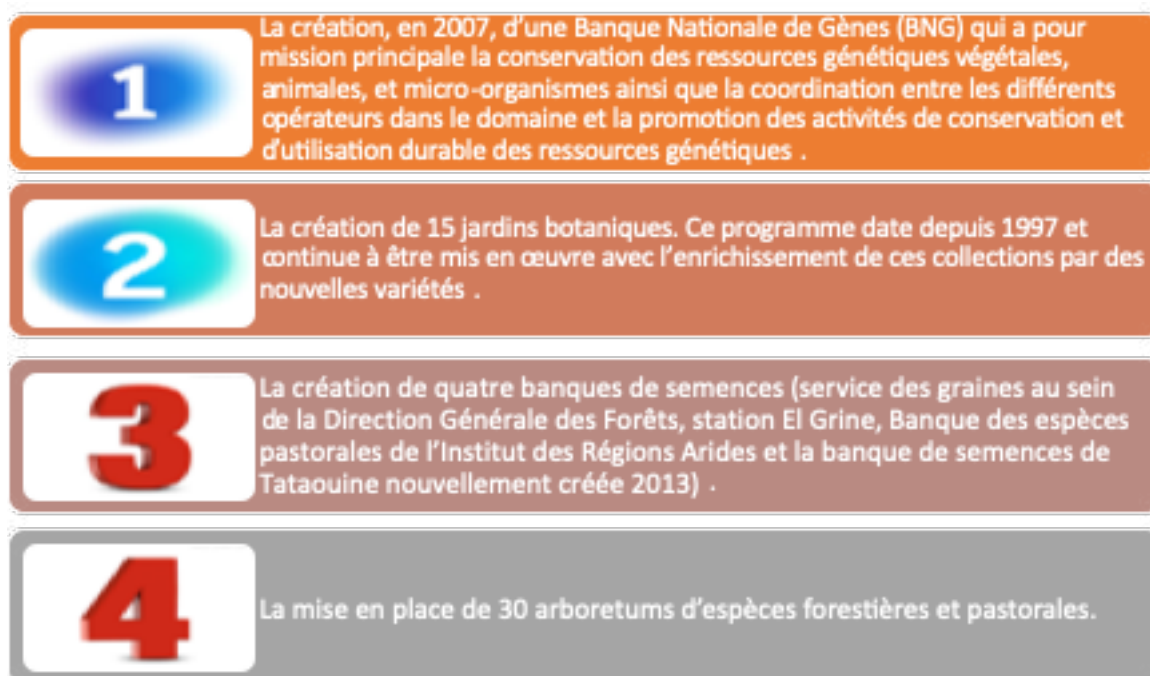 1
La création, en 2007, d'une Banque Nationale de Gènes (BNG) qui a pour
mission principale la conservation des ressources génétiques végétales,
animales, et micro-organismes ainsi que la coordination entre les différents
opérateurs dans le domaine et la promotion des activités de conservation et
d'utilisation durable des ressources génétiques .
2
La création de 15 jardins botaniques. Ce programme date depuis 1997 et
continue à être mis en œuvre avec l'enrichissement de ces collections par des
nouvelles variétés .
3
La création de quatre banques de semences (service des graines au sein
de la Direction Générale des Forêts, station El Grine, Banque des espèces
pastorales de l'Institut des Régions Arides et la banque de semences de
Tataouine nouvellement créée 2013) .
4
La mise en place de 30 arboretums d'espèces forestières et pastorales.